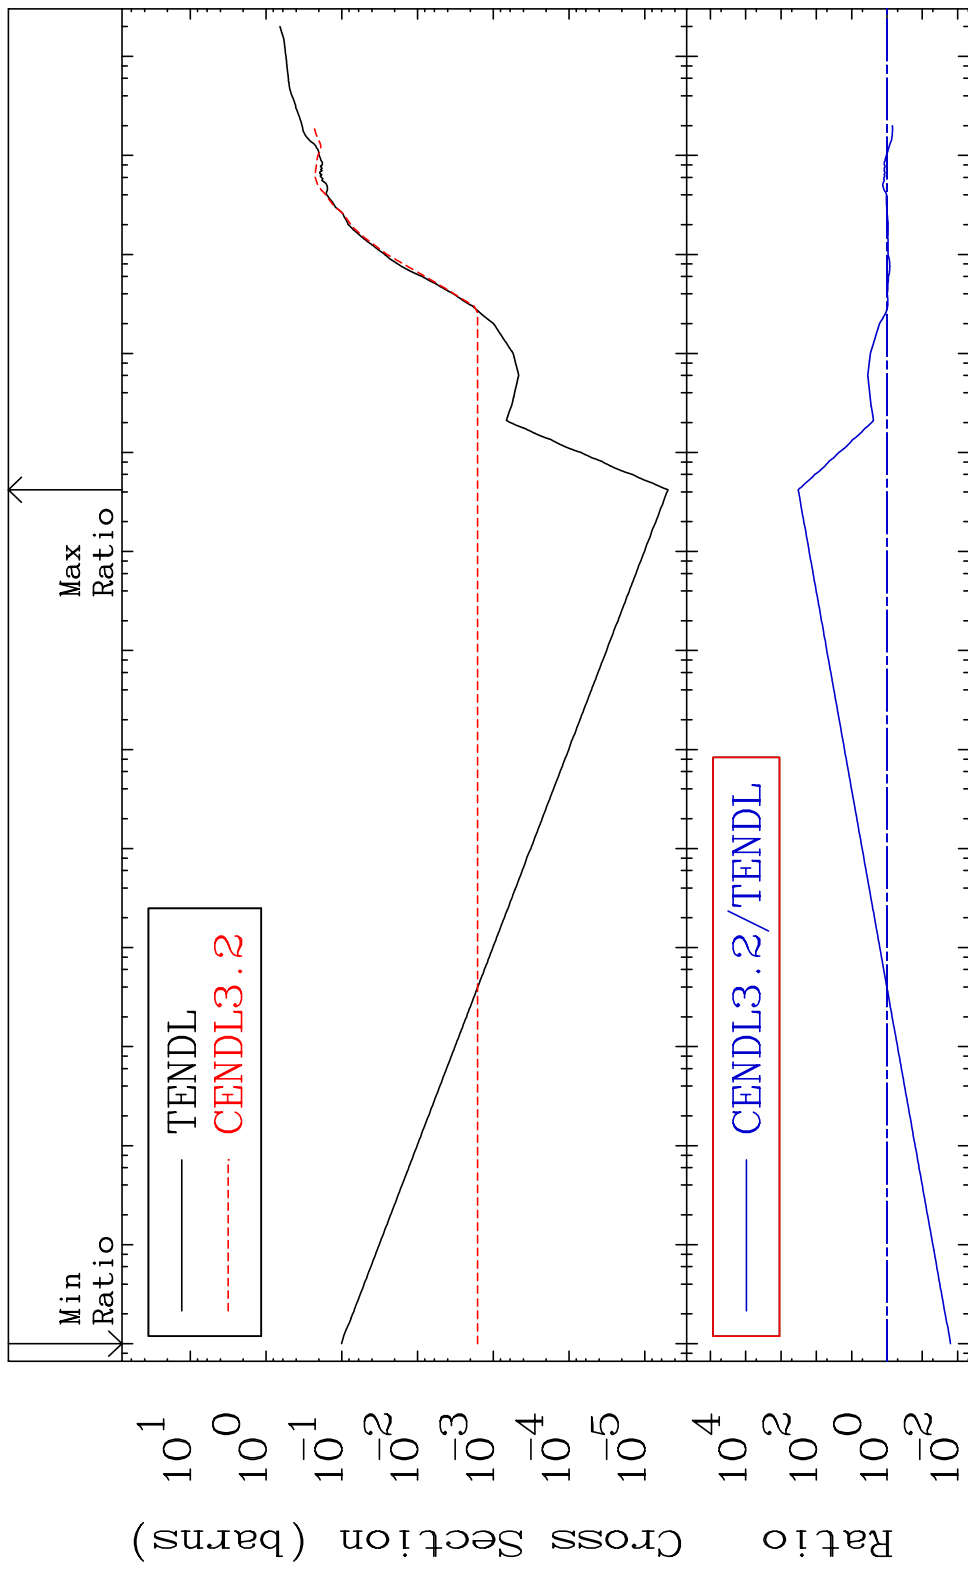 Min
Ratio
Max
Ratio
TENDL
CENDL3.2
10^1
10^0
10^-1
10^-2
10^-3
10^-4
10^-5
Cross Section (barns)
CENDL3.2/TENDL
10^4
10^2
10^0
10^-2
Ratio